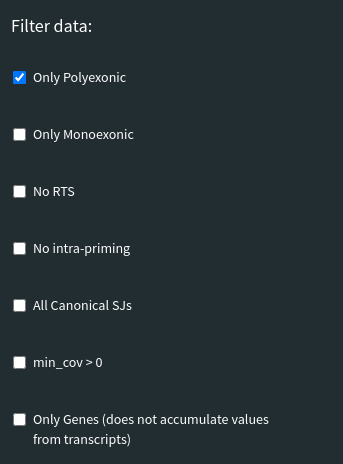 Filter data:
Only Polyexonic
Only Monoexonic
No RTS
No intra-priming
All Canonical SJs
min_cov > 0
Only Genes (does not accumulate values
from transcripts)